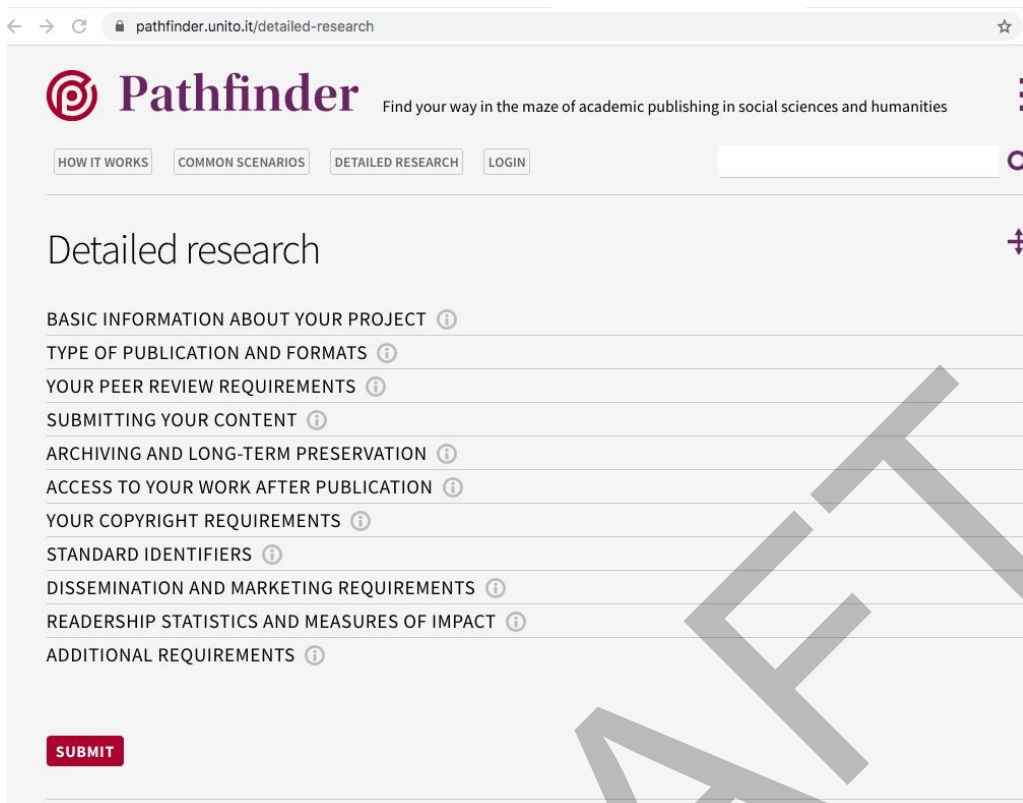 pathfinder.unito.it/detailed-research
Pathfinder Find your way in the maze of academic publishing in social sciences and humanities
HOW IT WORKS COMMON SCENARIOS DETAILED RESEARCH LOGIN
Detailed research
BASIC INFORMATION ABOUT YOUR PROJECT
TYPE OF PUBLICATION AND FORMATS
YOUR PEER REVIEW REQUIREMENTS
SUBMITTING YOUR CONTENT
ARCHIVING AND LONG-TERM PRESERVATION
ACCESS TO YOUR WORK AFTER PUBLICATION
YOUR COPYRIGHT REQUIREMENTS
STANDARD IDENTIFIERS
DISSEMINATION AND MARKETING REQUIREMENTS
READERSHIP STATISTICS AND MEASURES OF IMPACT
ADDITIONAL REQUIREMENTS
SUBMIT
AFT